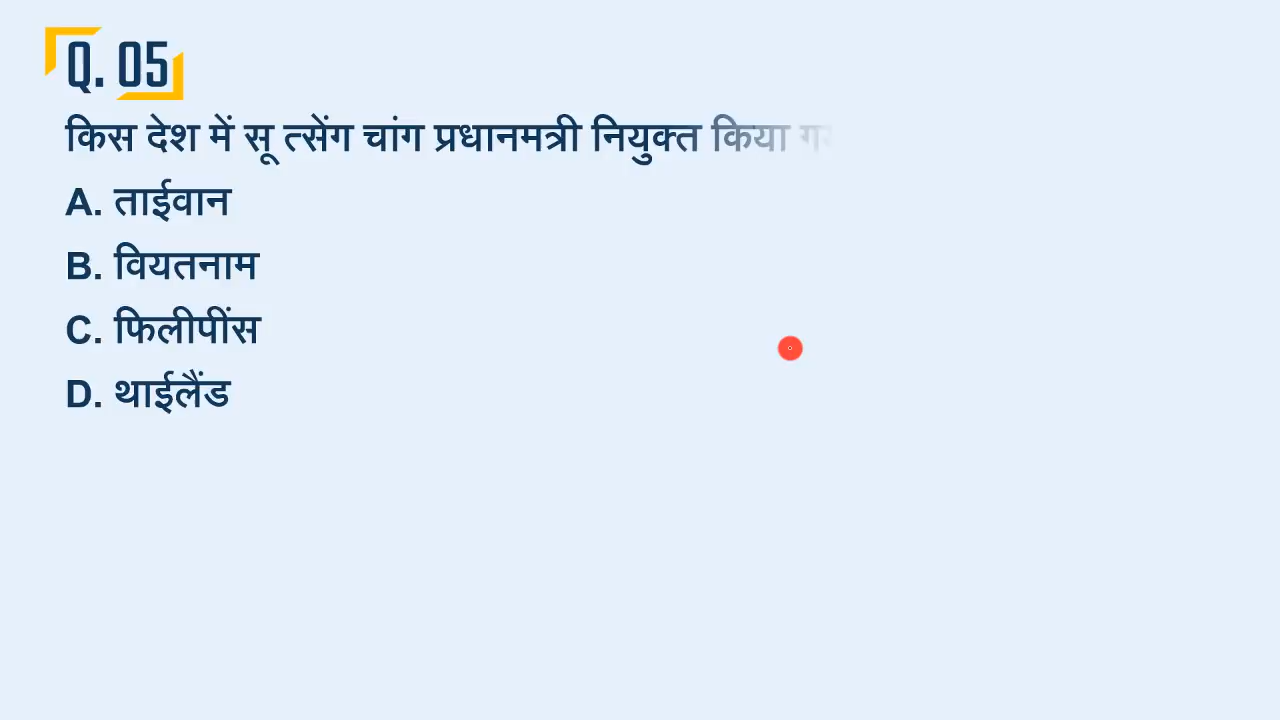 Q. 05
किस देश में सू त्सेंग चांग प्रधानमत्री नियुक्त किया
A. ताईवान
B. वियतनाम
C. फिलीपींस
D. थाईलैंड